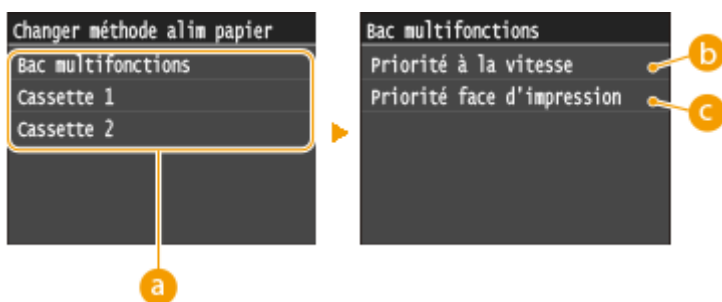 Changer méthode alim papier
Bac multifonctions
Cassette 1
Cassette 2
a
Bac multifonctions
Priorité à la vitesse
b
Priorité face d'impression
c